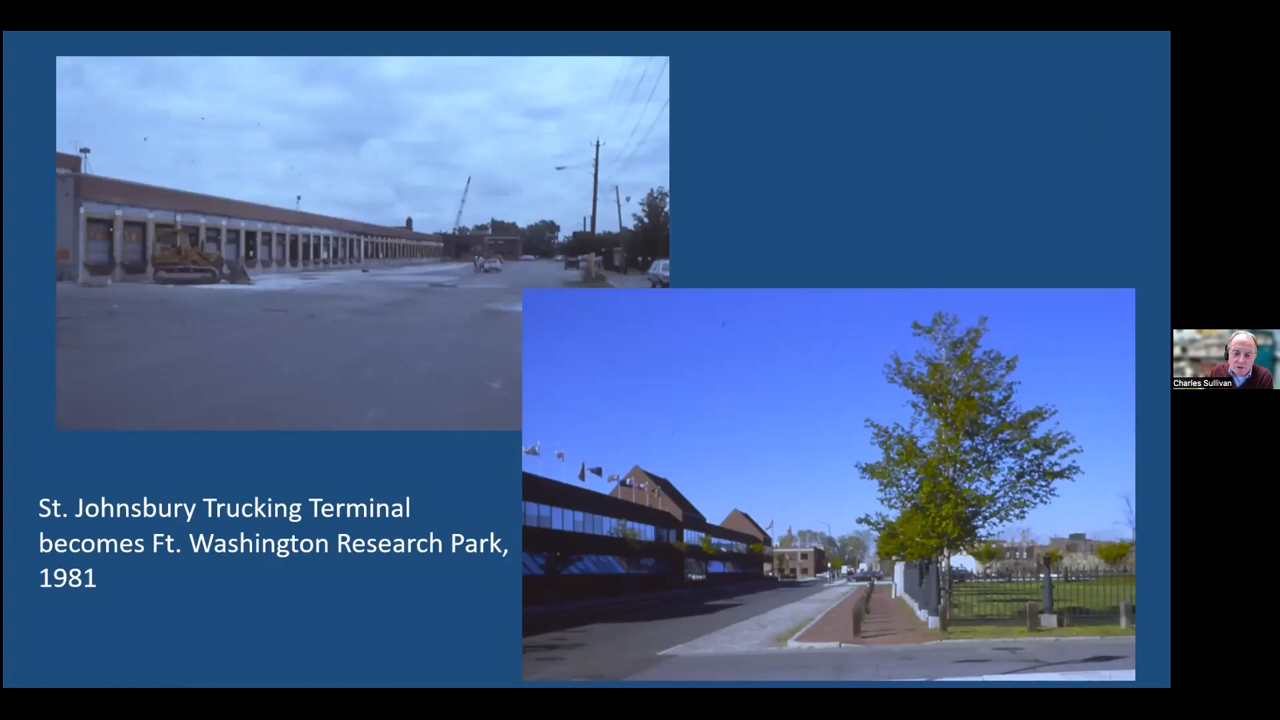 St. Johnsbury Trucking Terminal
becomes Ft. Washington Research Park,
1981
Charles Sullivan